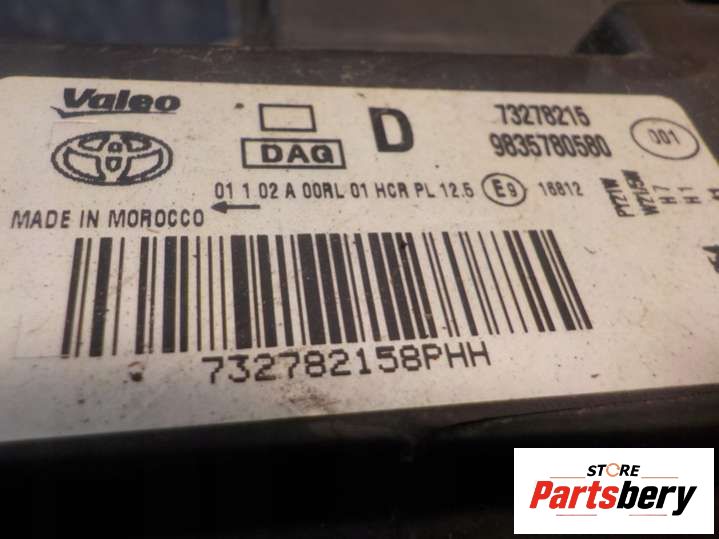 Valeo
D
73278215
9835780580
001
DAG
01 1 02 A 00RL 01 HCR PL 12.5 E9 16812
MADE IN MOROCCO
PY21W
W21/5W
H7
H1
732782158PHH
STORE
Partsbery